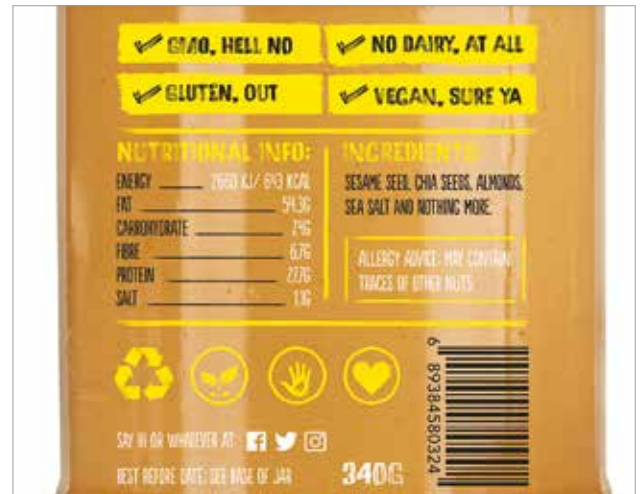 GMO, HELL NO
NO DAIRY, AT ALL
GLUTEN, OUT
VEGAN, SURE YA
NUTRITIONAL INFO:
ENERGY 2660 KJ/ 643 KCAL
FAT 54.3G
CARBOHYDRATE 7.4G
FIBRE 6.7G
PROTEIN 27.7G
SALT 1.1G
INGREDIENTS:
SESAME SEED, CHIA SEEDS, ALMONDS,
SEA SALT AND NOTHING MORE.
ALLERGY ADVICE: MAY CONTAIN
TRACES OF OTHER NUTS
SAY HI OR WHATEVER AT:
BEST BEFORE DATE: SEE BASE OF JAR
340G
6 89384580324